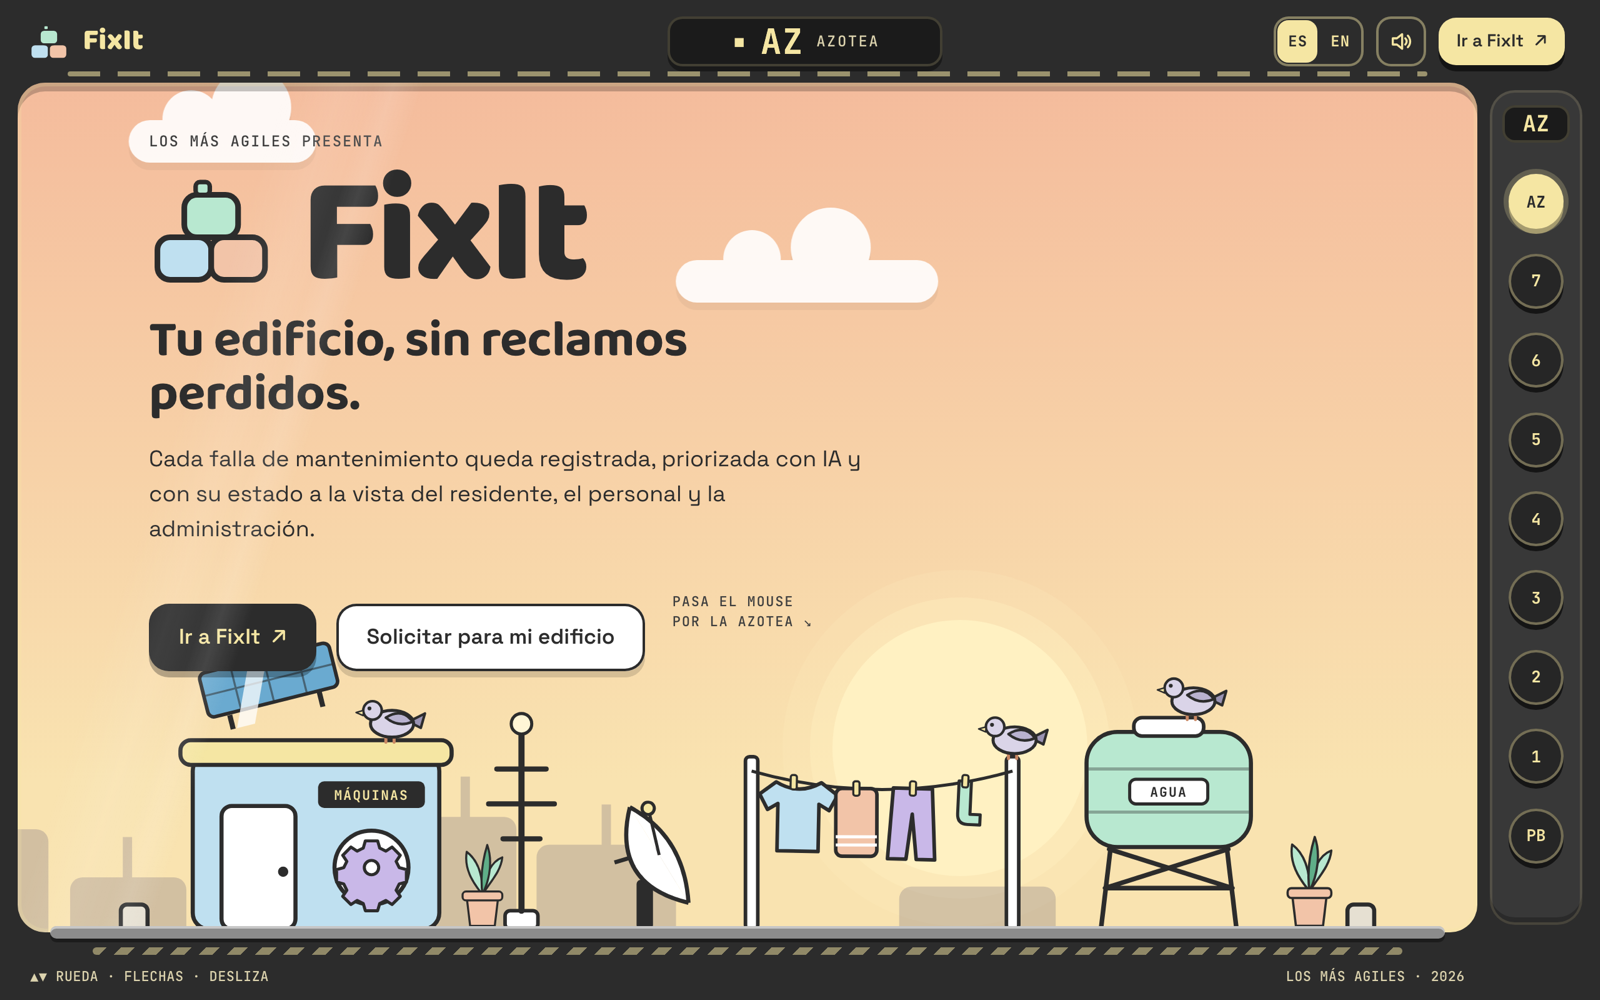 FixIt
AZ AZOTEA
ES EN
Ir a FixIt ↗
LOS MÁS AGILES PRESENTA
FixIt
Tu edificio, sin reclamos
perdidos.
Cada falla de mantenimiento queda registrada, priorizada con IA y
con su estado a la vista del residente, el personal y la
administración.
Ir a FixIt ↗
Solicitar para mi edificio
PASA EL MOUSE
POR LA AZOTEA ↘
MÁQUINAS
AGUA
AZ
AZ
7
6
5
4
3
2
1
PB
▲▼ RUEDA · FLECHAS · DESLIZA
LOS MÁS AGILES · 2026